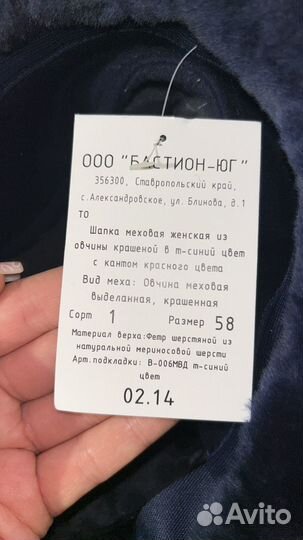 ООО "БАСТИОН-ЮГ"
356300, Ставропольский край,
с.Александровское, ул. Блинова, д.1
ТО
Шапка меховая женская из
овчины крашеной в т-синий цвет
с кантом красного цвета
Вид меха: Овчина меховая
выделанная, крашенная
Сорт 1 Размер 58
Материал верха:Фетр шерстяной из
натуральной мериносовой шерсти
Арт.подкладки: В-006МВД т-синий
цвет
02.14
Avito